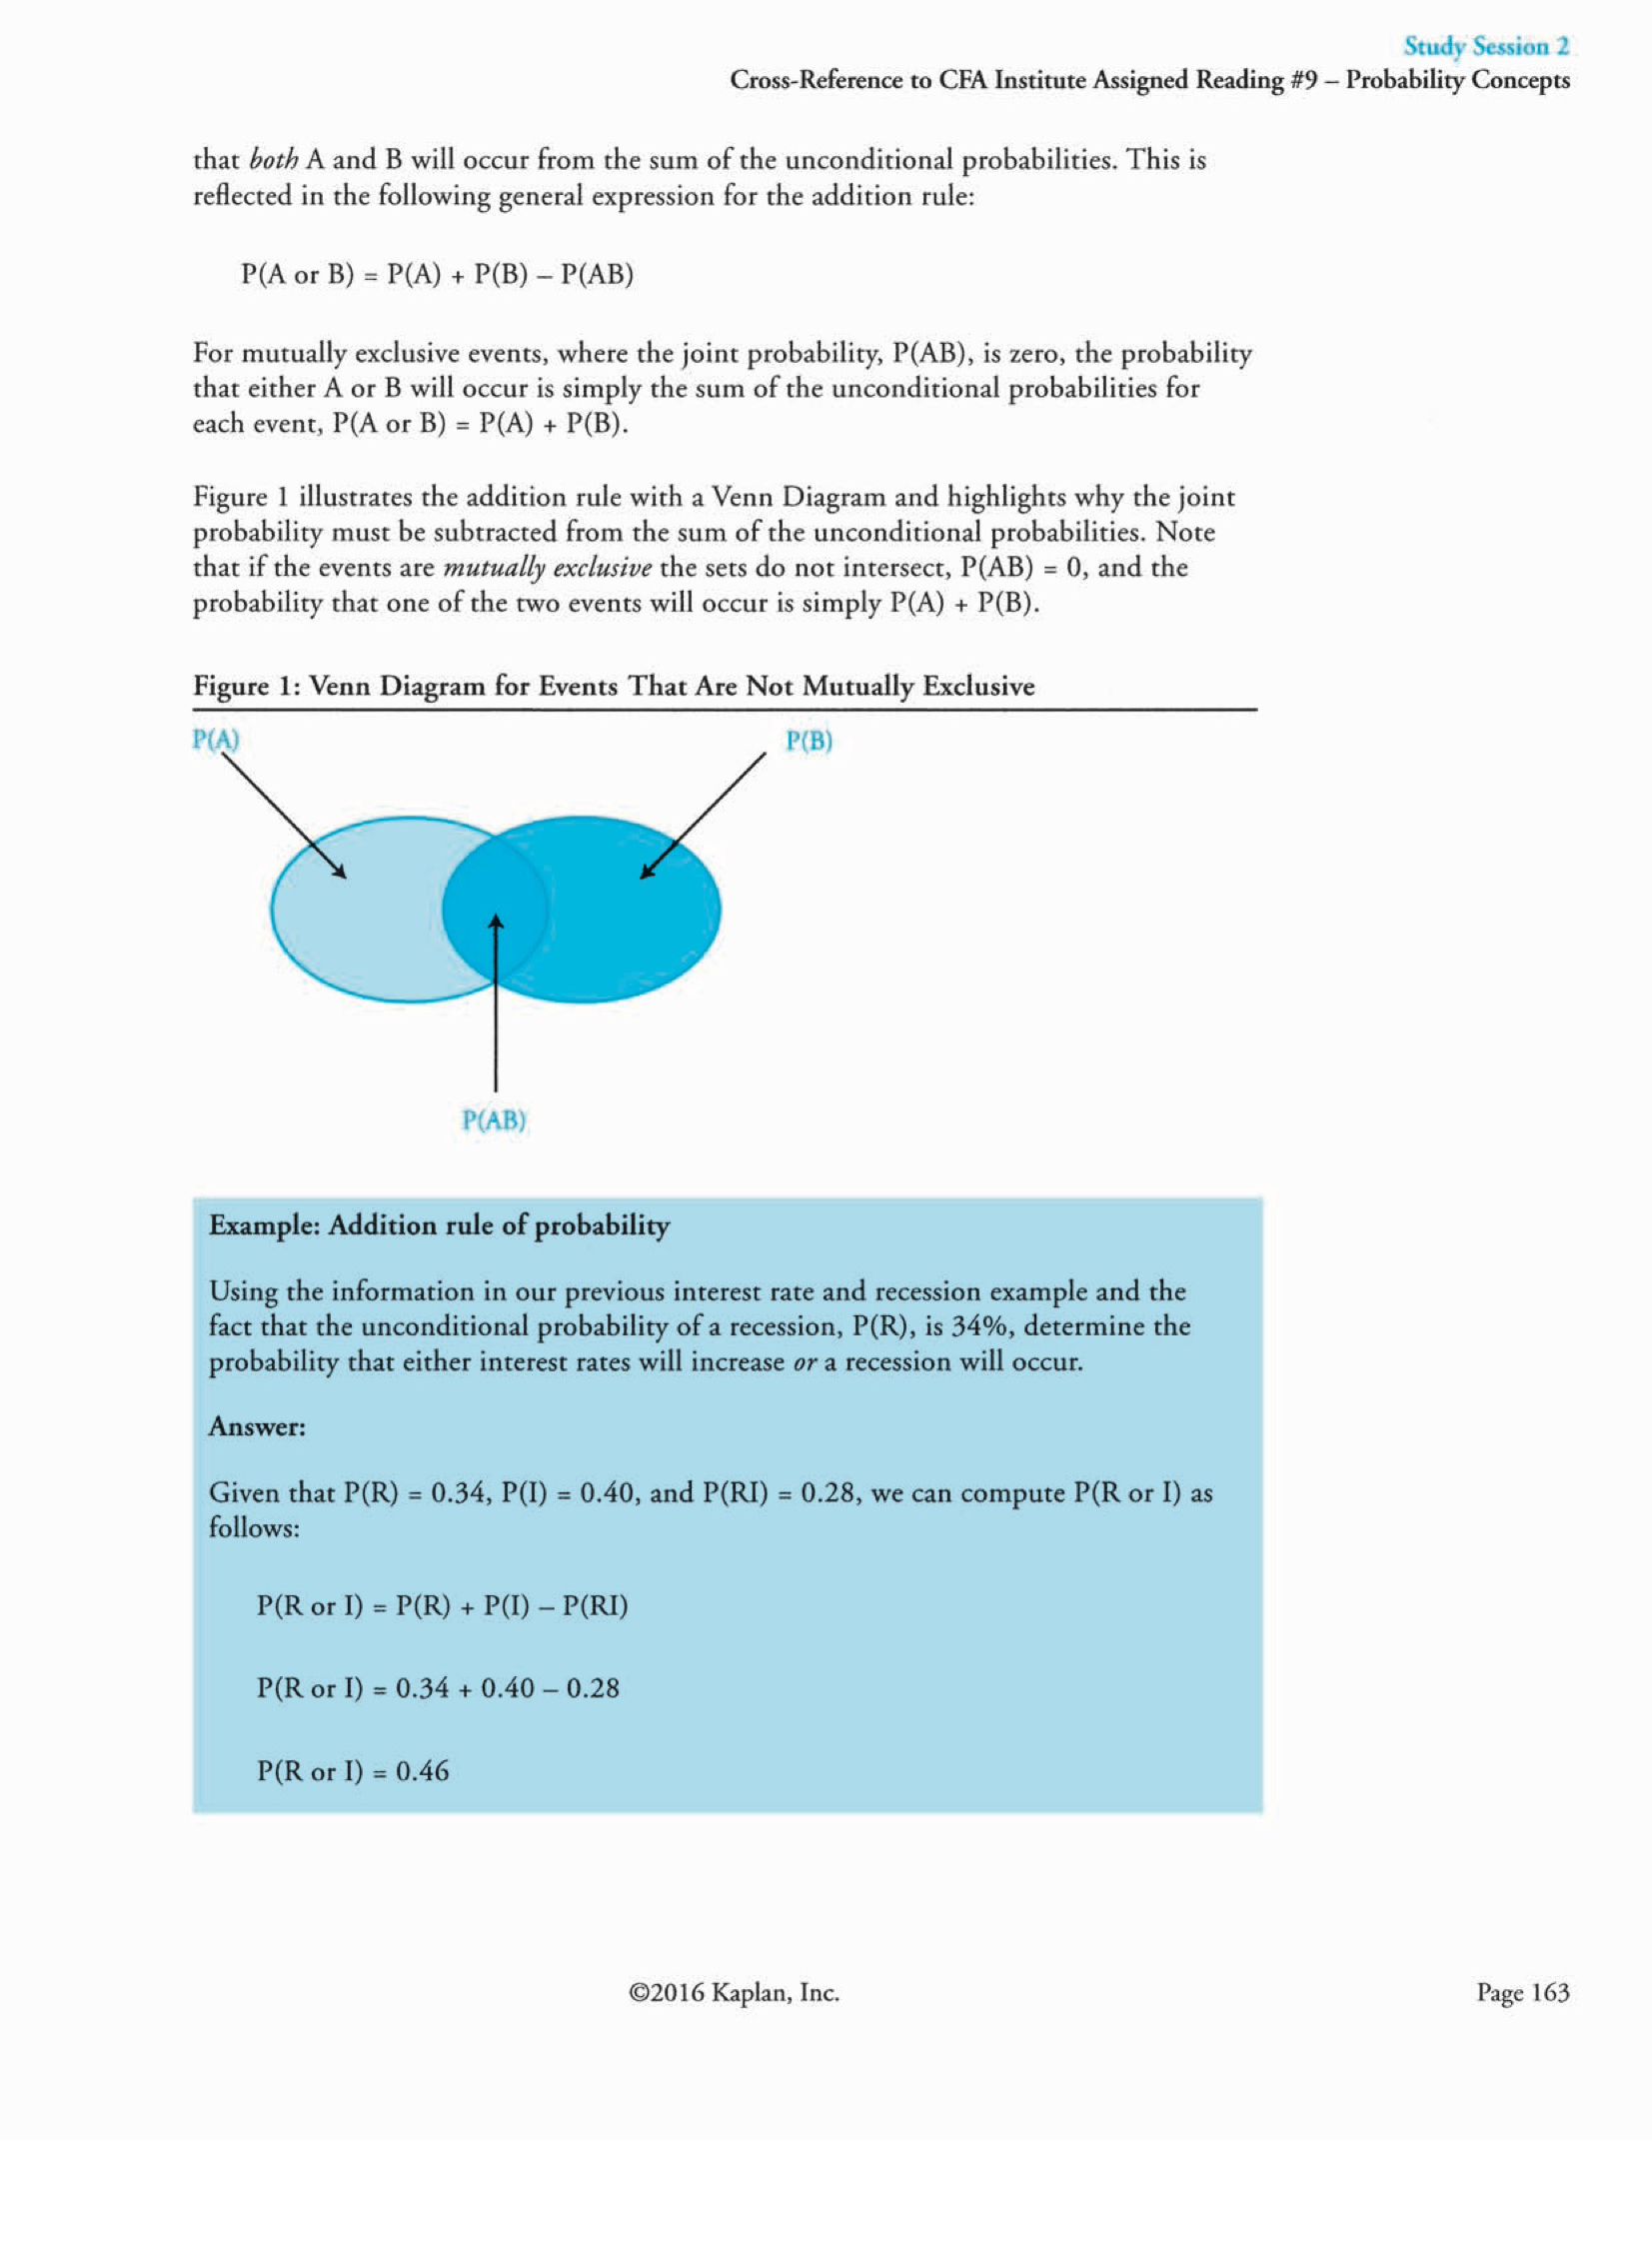 Study Session 2
Cross-Reference to CFA Institute Assigned Reading #9 – Probability Concepts
that both A and B will occur from the sum of the unconditional probabilities. This is
reflected in the following general expression for the addition rule:
P(A or B) = P(A) + P(B) – P(AB)
For mutually exclusive events, where the joint probability, P(AB), is zero, the probability
that either A or B will occur is simply the sum of the unconditional probabilities for
each event, P(A or B) = P(A) + P(B).
Figure 1 illustrates the addition rule with a Venn Diagram and highlights why the joint
probability must be subtracted from the sum of the unconditional probabilities. Note
that if the events are mutually exclusive the sets do not intersect, P(AB) = 0, and the
probability that one of the two events will occur is simply P(A) + P(B).
Figure 1: Venn Diagram for Events That Are Not Mutually Exclusive
P(A)
P(B)
P(AB)
Example: Addition rule of probability
Using the information in our previous interest rate and recession example and the
fact that the unconditional probability of a recession, P(R), is 34%, determine the
probability that either interest rates will increase or a recession will occur.
Answer:
Given that P(R) = 0.34, P(I) = 0.40, and P(RI) = 0.28, we can compute P(R or I) as
follows:
P(R or I) = P(R) + P(I) – P(RI)
P(R or I) = 0.34 + 0.40 – 0.28
P(R or I) = 0.46
©2016 Kaplan, Inc.
Page 163